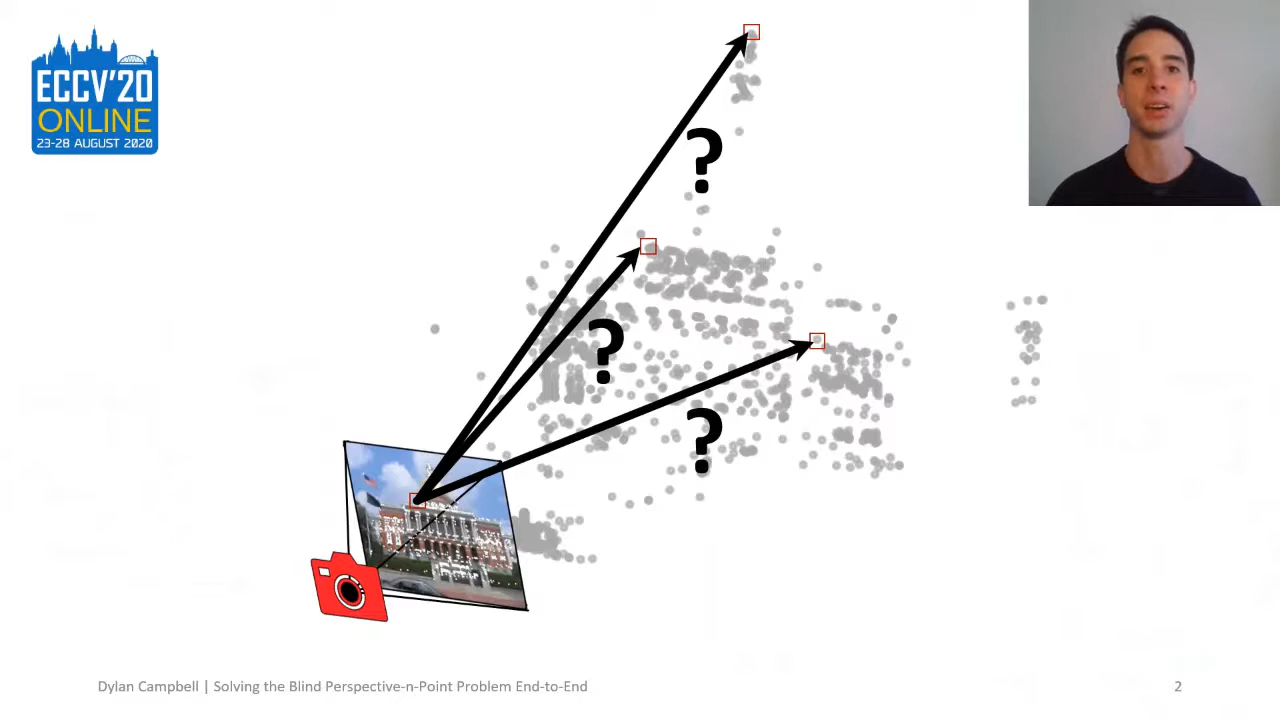 ECCV'20
ONLINE
23-28 AUGUST 2020
?
?
?
Dylan Campbell | Solving the Blind Perspective-n-Point Problem End-to-End
2